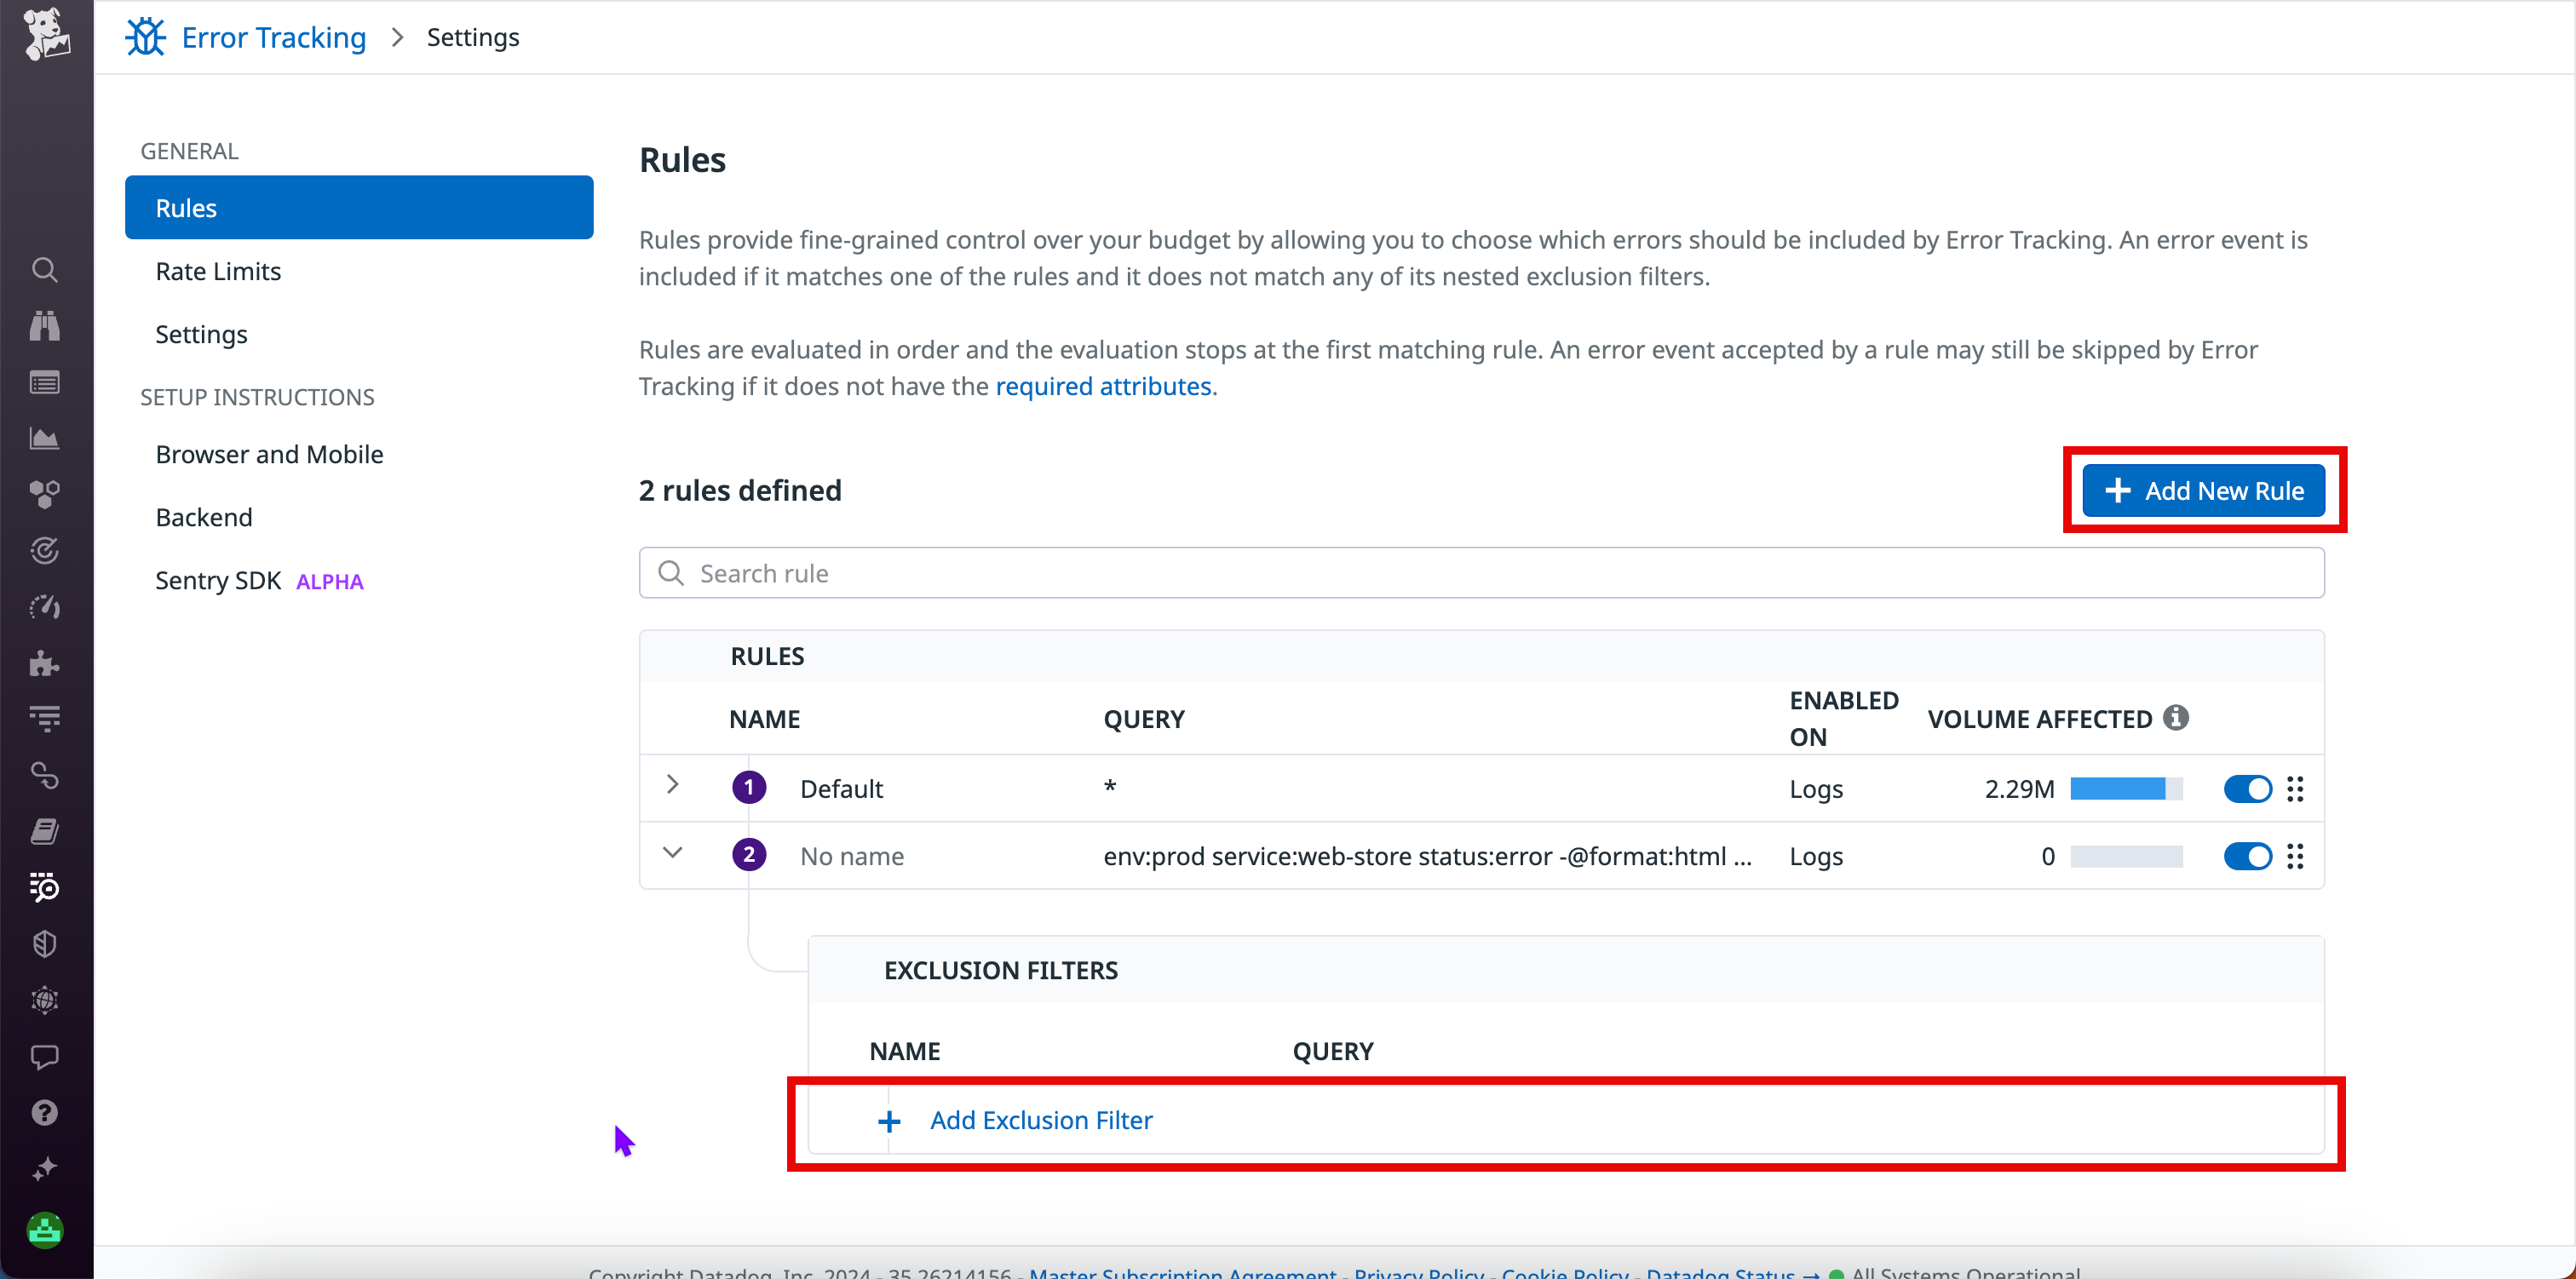 Error Tracking > Settings
GENERAL
Rules
Rate Limits
Settings
SETUP INSTRUCTIONS
Browser and Mobile
Backend
Sentry SDK ALPHA
Rules
Rules provide fine-grained control over your budget by allowing you to choose which errors should be included by Error Tracking. An error event is
included if it matches one of the rules and it does not match any of its nested exclusion filters.
Rules are evaluated in order and the evaluation stops at the first matching rule. An error event accepted by a rule may still be skipped by Error
Tracking if it does not have the required attributes.
2 rules defined
+ Add New Rule
Search rule
RULES
NAME QUERY ENABLED ON VOLUME AFFECTED
1 Default * Logs 2.29M
2 No name env:prod service:web-store status:error -@format:html ... Logs 0
EXCLUSION FILTERS
NAME QUERY
+ Add Exclusion Filter
Copyright Datadog, Inc. 2024 - 35.26214156 - Master Subscription Agreement - Privacy Policy - Cookie Policy - Datadog Status → All Systems Operational